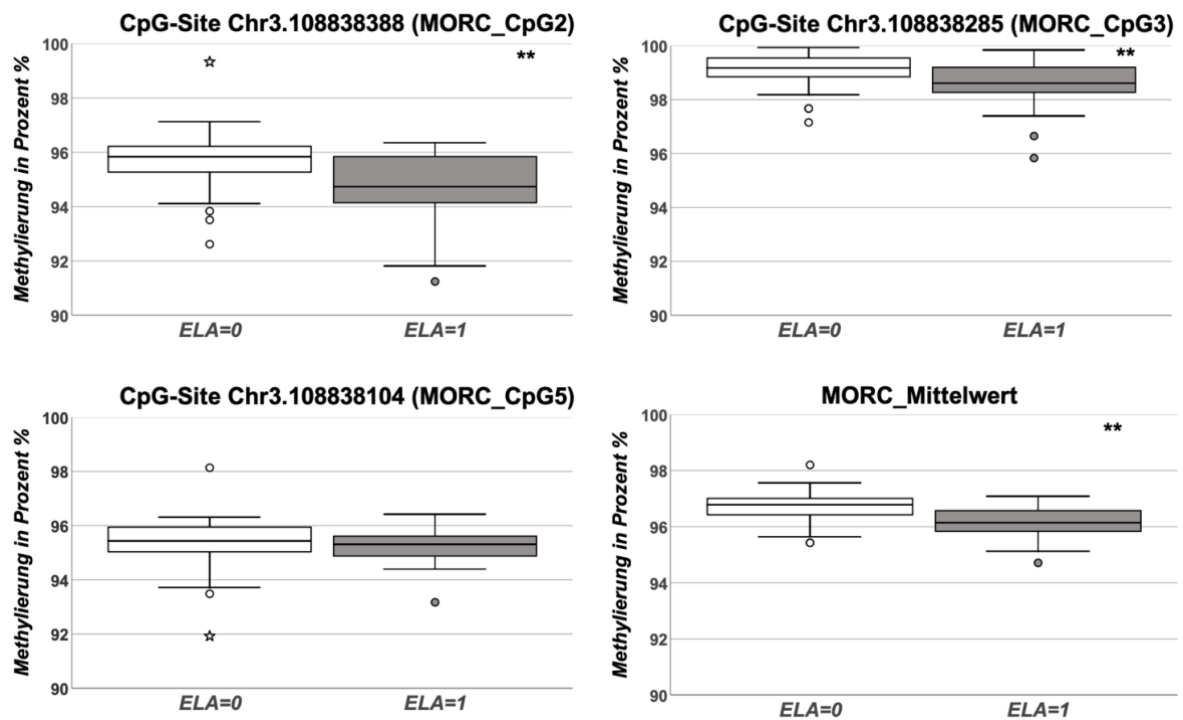 CpG-Site Chr3.108838388 (MORC_CpG2)
Methylierung in Prozent %
100
98
96
94
92
90
**
ELA=0
ELA=1
CpG-Site Chr3.108838285 (MORC_CpG3)
Methylierung in Prozent %
100
98
96
94
92
90
**
ELA=0
ELA=1
CpG-Site Chr3.108838104 (MORC_CpG5)
Methylierung in Prozent %
100
98
96
94
92
90
ELA=0
ELA=1
MORC_Mittelwert
Methylierung in Prozent %
100
98
96
94
92
90
**
ELA=0
ELA=1